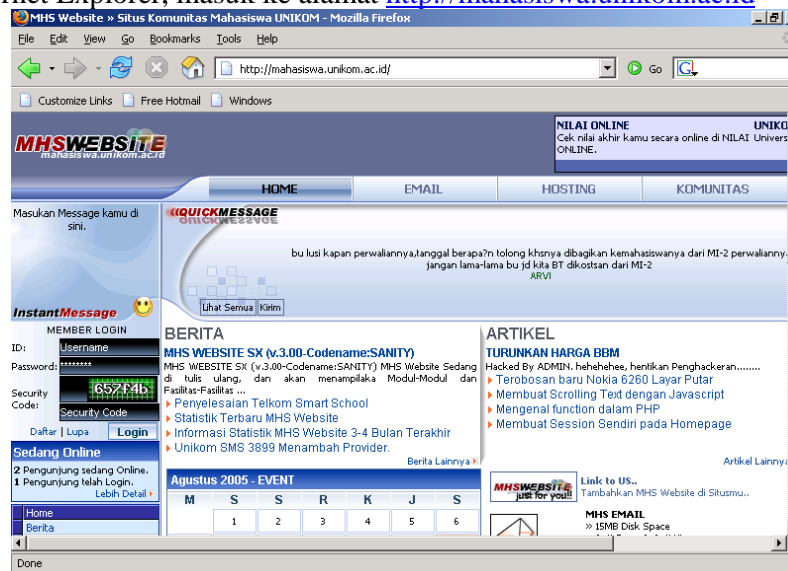 rnet Explorer, masuk ke alamat http://mahasiswa.unikom.ac.id
MHS Website » Situs Komunitas Mahasiswa UNIKOM - Mozilla Firefox
File Edit View Go Bookmarks Tools Help
http://mahasiswa.unikom.ac.id/ Go
Customize Links Free Hotmail Windows
MHSWEBSITE
mahasiswa.unikom.ac.id
NILAI ONLINE UNIKO
Cek nilai akhir kamu secara online di NILAI Univers
ONLINE.
HOME EMAIL HOSTING KOMUNITAS
Masukan Message kamu di
sini.
InstantMessage
MEMBER LOGIN
ID: Username
Password: ********
Security
Code:
657f4b
Security Code
Daftar | Lupa Login
Sedang Online
2 Pengunjung sedang Online.
1 Pengunjung telah Login.
Lebih Detail
Home
Berita
QUICKMESSAGE
bu lusi kapan perwaliannya,tanggal berapa?n tolong khsnya dibagikan kemahasiswanya dari MI-2 perwalianny
jangan lama-lama bu jd kita BT dikostsan dari MI-2
ARVI
Lihat Semua Kirim
BERITA
MHS WEBSITE SX (v.3.00-Codename:SANITY)
MHS WEBSITE SX (v.3.00-Codename:SANITY) MHS Website Sedang
di tulis ulang, dan akan menampilaka Modul-Modul dan
Fasilitas-Fasilitas ...
Penyelesaian Telkom Smart School
Statistik Terbaru MHS Website
Informasi Statistik MHS Website 3-4 Bulan Terakhir
Unikom SMS 3899 Menambah Provider.
Berita Lainnya
Agustus 2005 - EVENT
M S S R K J S
1 2 3 4 5 6
ARTIKEL
TURUNKAN HARGA BBM
Hacked By ADMIN. hehehehee, hentikan Penghackeran........
Terobosan baru Nokia 6260 Layar Putar
Membuat Scrolling Text dengan Javascript
Mengenal function dalam PHP
Membuat Session Sendiri pada Homepage
Artikel Lainnya
MHSWEBSITE
just for you!!
Link to US..
Tambahkan MHS Website di Situsmu..
MHS EMAIL
» 15MB Disk Space
Done